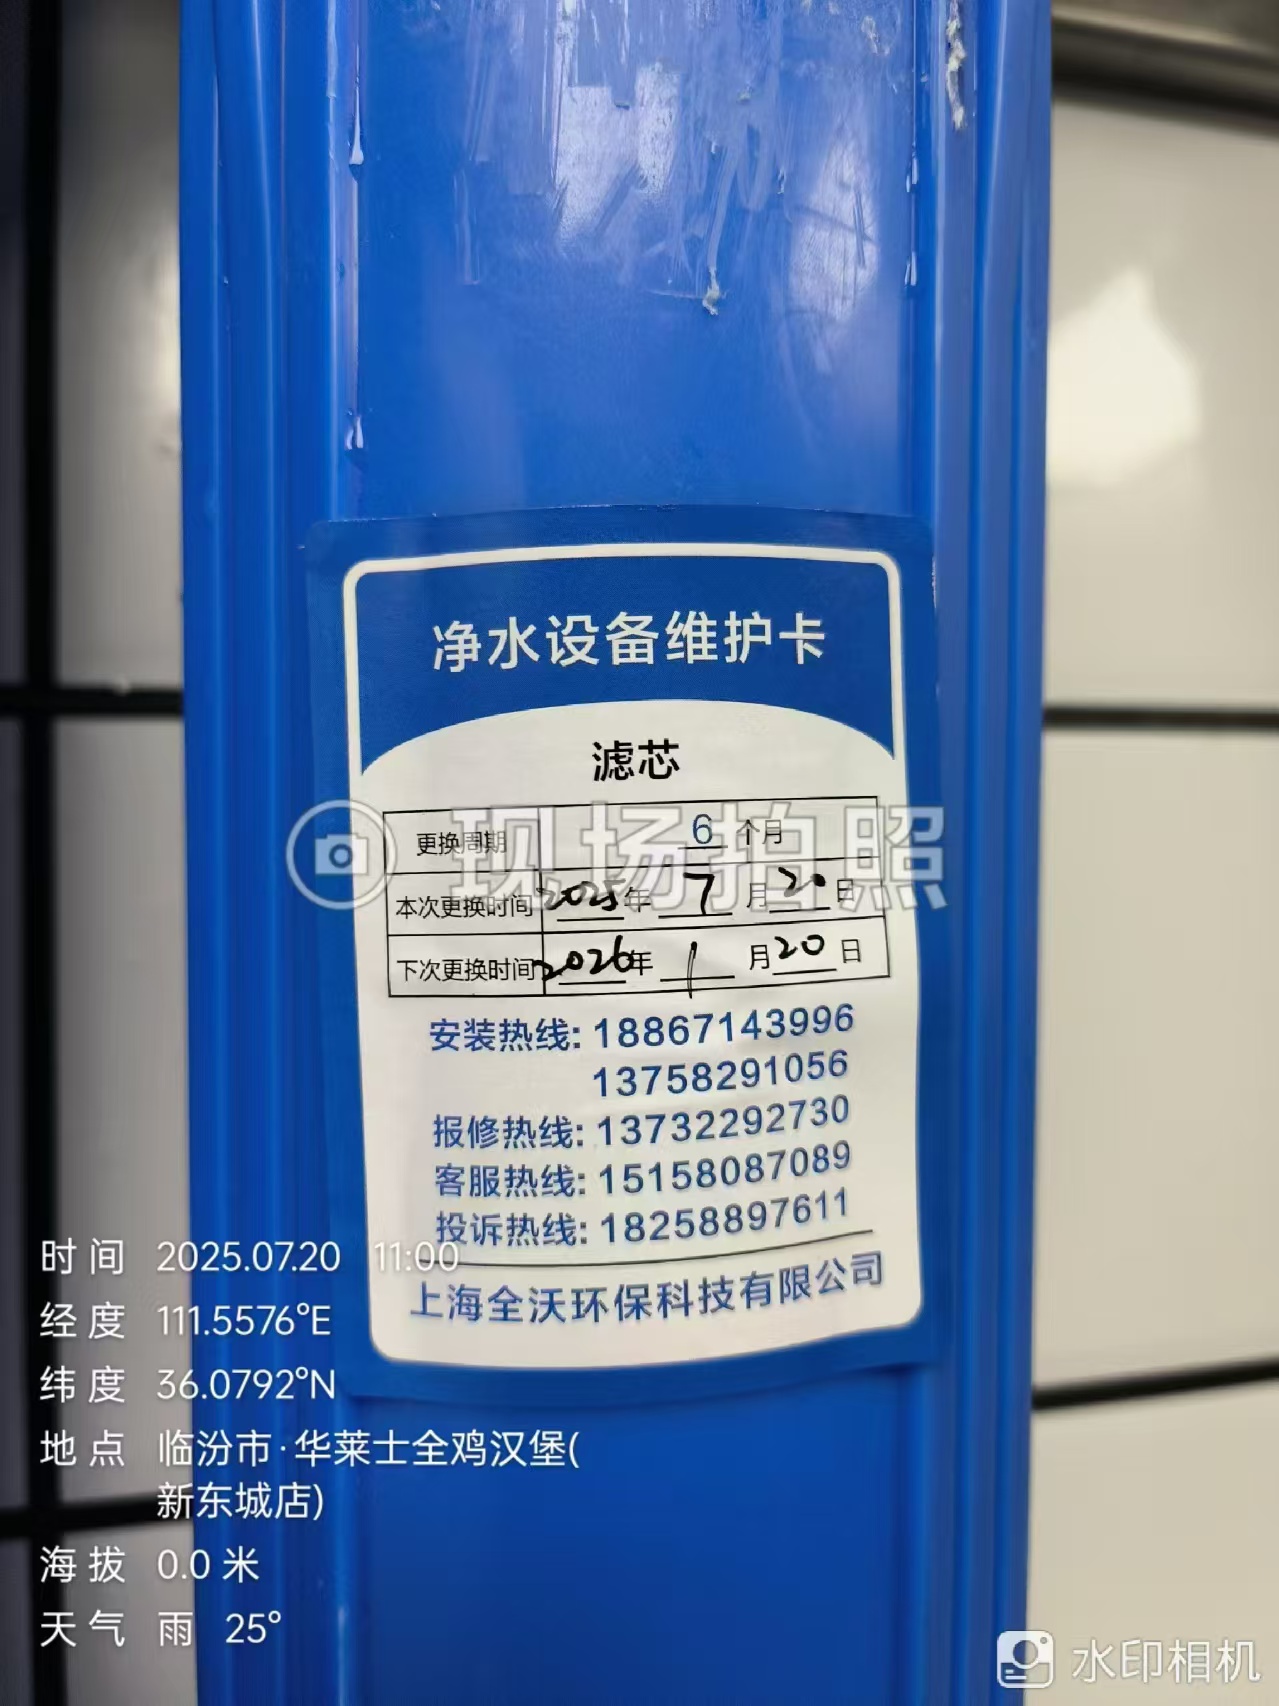 净水设备维护卡
滤芯
更换周期 6 个月
本次更换时间 2025年 7 月 20 日
下次更换时间 2026年 1 月 20 日
现场拍照
安装热线: 18867143996
13758291056
报修热线: 13732292730
客服热线: 15158087089
投诉热线: 18258897611
上海全沃环保科技有限公司
时间 2025.07.20 11:00
经度 111.5576°E
纬度 36.0792°N
地点 临汾市·华莱士全鸡汉堡(
新东城店)
海拔 0.0 米
天气 雨 25°
水印相机